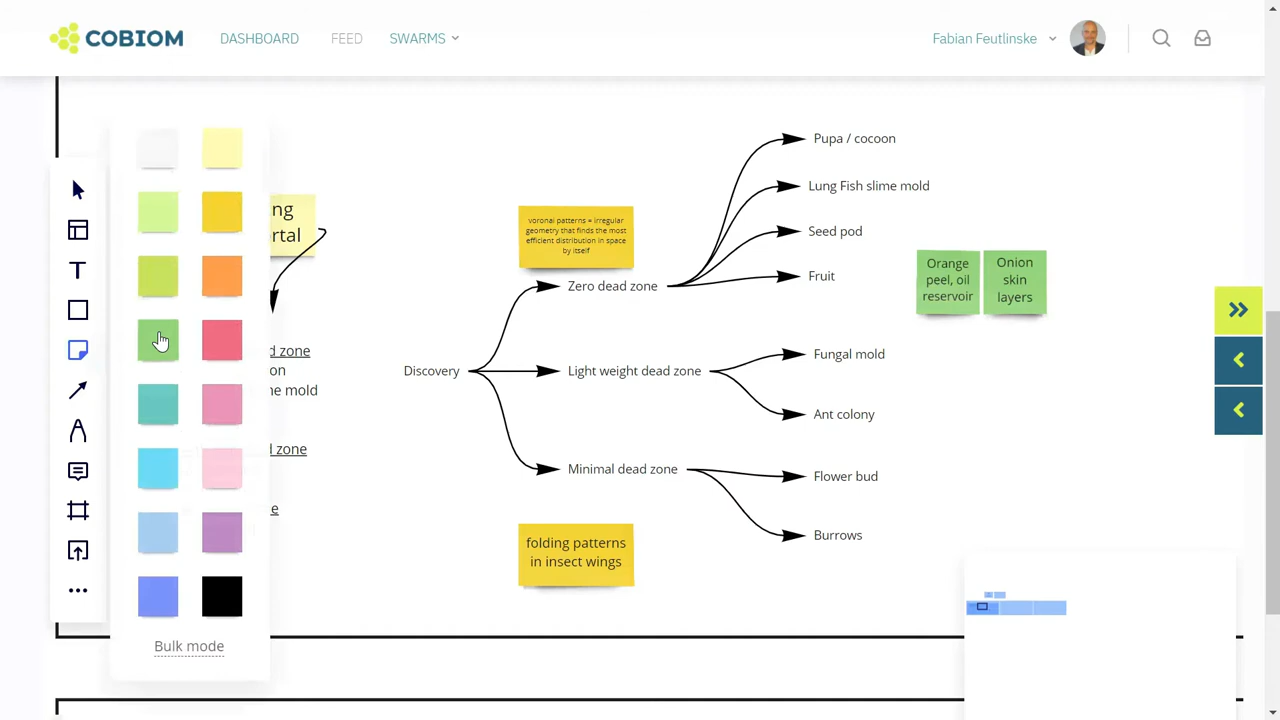 COBIOM
DASHBOARD
FEED
SWARMS
Fabian Feutlinske
T
ng
rtal
d zone
on
ne mold
d zone
e
Bulk mode
Discovery
voronai patterns = irregular
geometry that finds the most
efficient distribution in space
by itself
Zero dead zone
Light weight dead zone
Minimal dead zone
folding patterns
in insect wings
Pupa / cocoon
Lung Fish slime mold
Seed pod
Fruit
Fungal mold
Ant colony
Flower bud
Burrows
Orange
peel, oil
reservoir
Onion
skin
layers